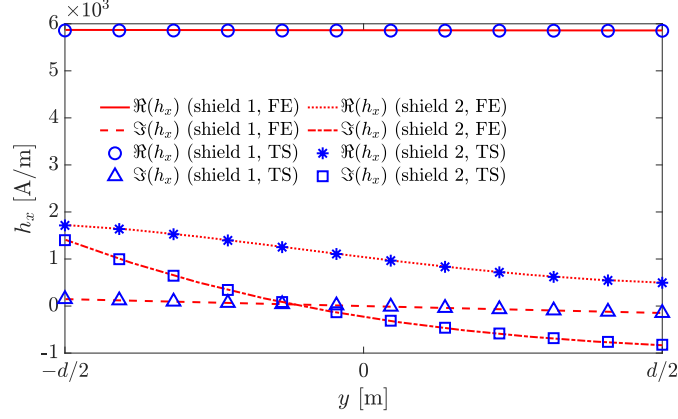 ×10³
6
5
4
3
2
1
0
-1
h_x [A/m]
ℜ(h_x) (shield 1, FE)
ℜ(h_x) (shield 2, FE)
ℑ(h_x) (shield 1, FE)
ℑ(h_x) (shield 2, FE)
ℜ(h_x) (shield 1, TS)
ℜ(h_x) (shield 2, TS)
ℑ(h_x) (shield 1, TS)
ℑ(h_x) (shield 2, TS)
−d/2 0 d/2
y [m]